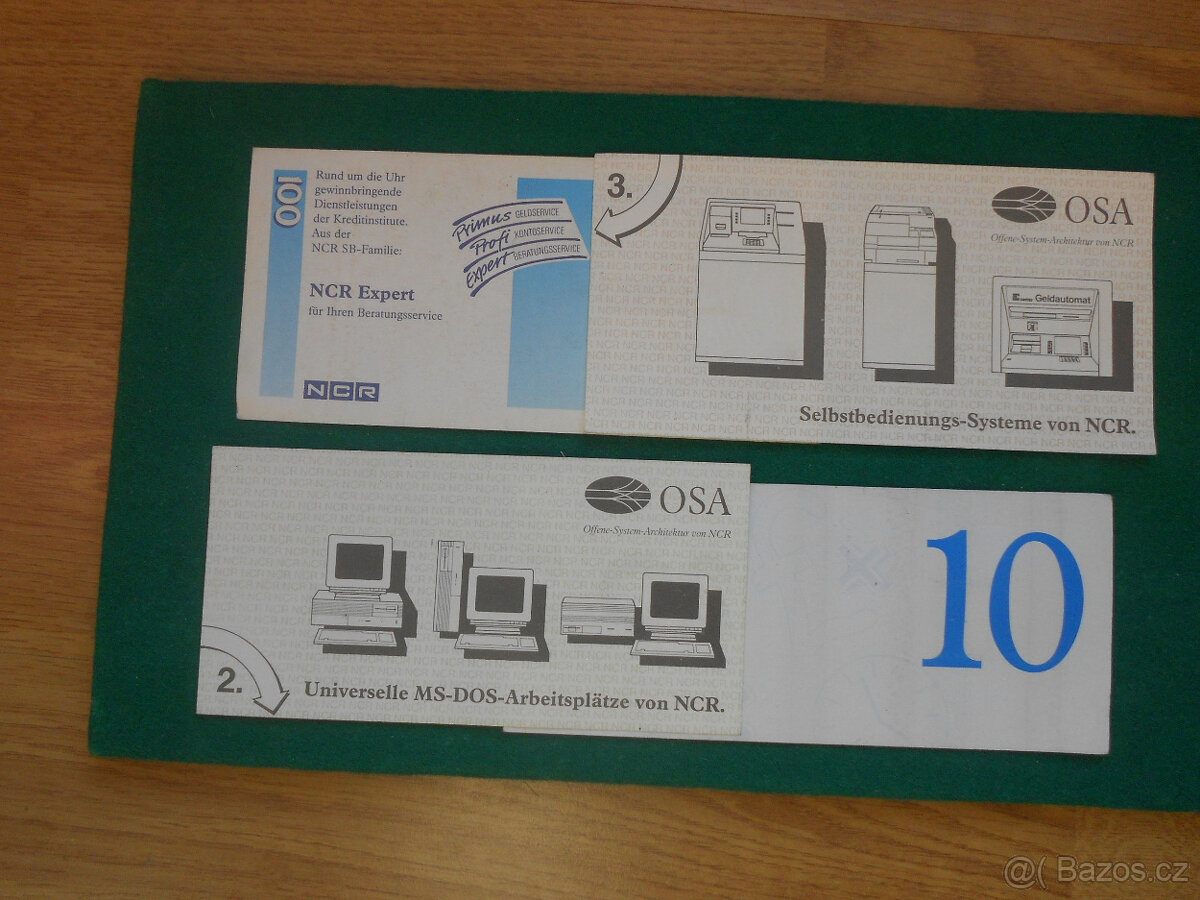 100
Rund um die Uhr
gewinnbringende
Dienstleistungen
der Kreditinstitute.
Aus der
NCR SB-Familie:
NCR Expert
für Ihren Beratungsservice
NCR
Primus GELDSERVICE
Profi KONTOSERVICE
Expert BERATUNGSSERVICE
3.
OSA
Offene-System-Architektur von NCR
Geldautomat
Selbstbedienungs-Systeme von NCR.
OSA
Offene-System-Architektur von NCR
2.
Universelle MS-DOS-Arbeitsplätze von NCR.
10
@( Bazos.cz